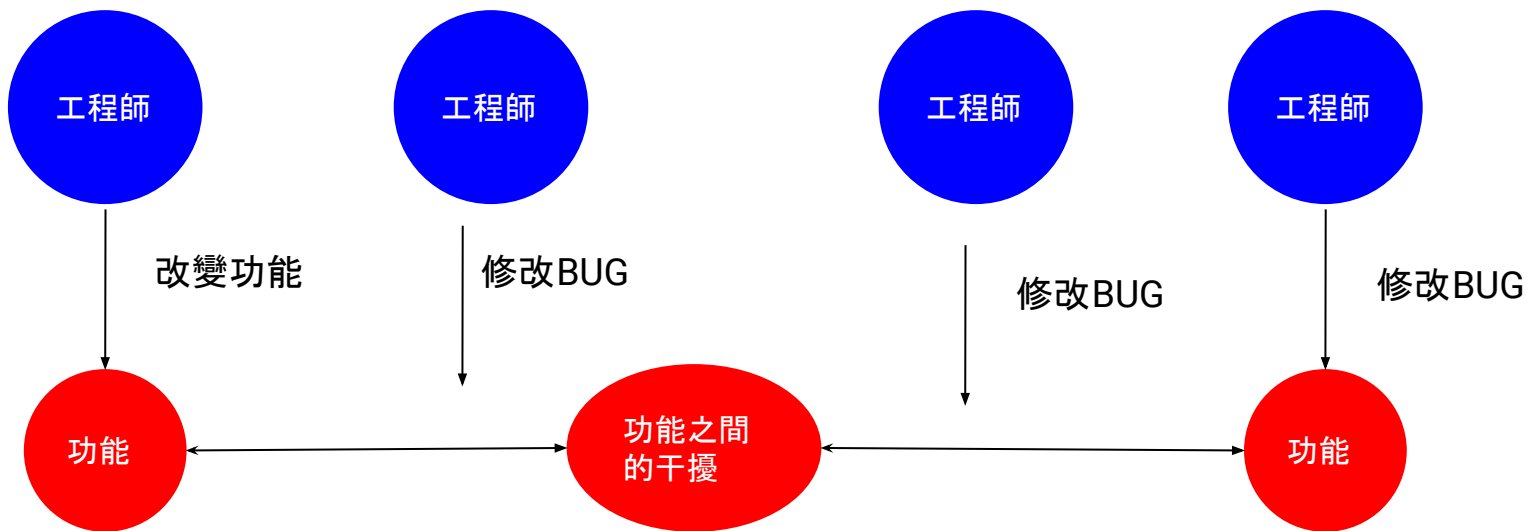 工程師
工程師
工程師
工程師
改變功能
修改BUG
修改BUG
修改BUG
功能
功能之間
的干擾
功能